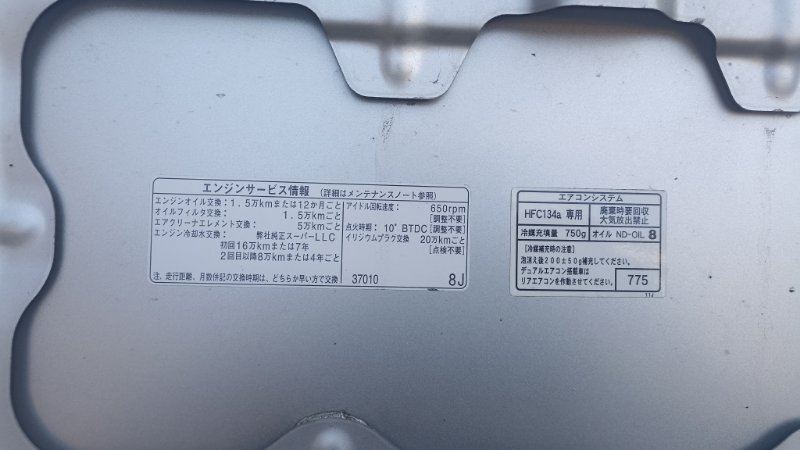 エンジンサービス情報 (詳細はメンテナンスノート参照)
エンジンオイル交換:1.5万kmまたは12か月ごと
オイルフィルタ交換: 1.5万kmごと
エアクリーナエレメント交換: 5万kmごと
エンジン冷却水交換: 弊社純正スーパーLLC
初回16万kmまたは7年
2回目以降8万kmまたは4年ごと
アイドル回転速度: 650rpm
[調整不要]
点火時期:10°BTDC[調整不要]
イリジウムプラグ交換 20万kmごと
[点検不要]
注.走行距離、月数併記の交換時期は、どちらか早い方で交換
37010 8J
エアコンシステム
HFC134a 専用
廃棄時要回収
大気放出禁止
冷媒充填量 750g オイル ND-OIL 8
[冷媒補充時の注意]
泡消え後200±50g補充してください。
デュアルエアコン搭載車は
リアエアコンを作動させてください。
775